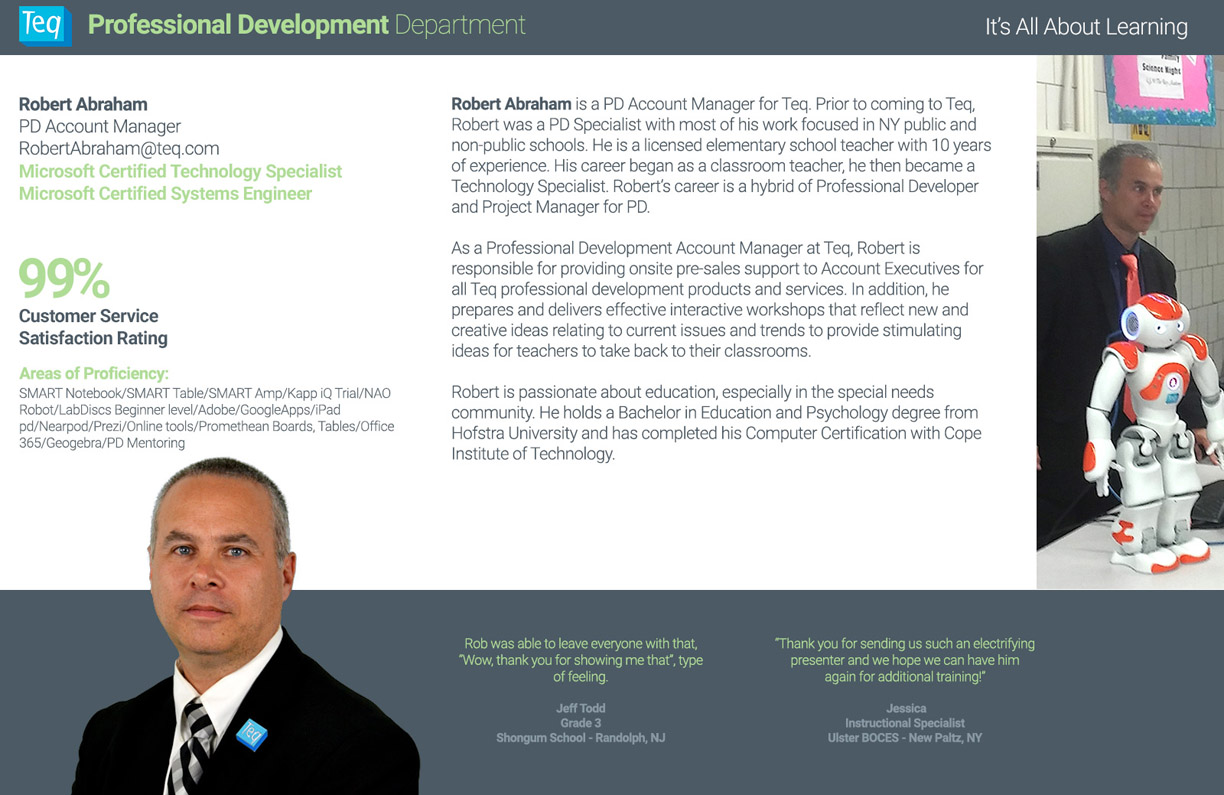 Teq
Professional Development Department
It's All About Learning
Robert Abraham
PD Account Manager
RobertAbraham@teq.com
Microsoft Certified Technology Specialist
Microsoft Certified Systems Engineer
99%
Customer Service
Satisfaction Rating
Areas of Proficiency:
SMART Notebook/SMART Table/SMART Amp/Kapp iQ Trial/NAO
Robot/LabDiscs Beginner level/Adobe/GoogleApps/iPad
pd/Nearpod/Prezi/Online tools/Promethean Boards, Tables/Office
365/Geogebra/PD Mentoring
Robert Abraham is a PD Account Manager for Teq. Prior to coming to Teq,
Robert was a PD Specialist with most of his work focused in NY public and
non-public schools. He is a licensed elementary school teacher with 10 years
of experience. His career began as a classroom teacher, he then became a
Technology Specialist. Robert's career is a hybrid of Professional Developer
and Project Manager for PD.
As a Professional Development Account Manager at Teq, Robert is
responsible for providing onsite pre-sales support to Account Executives for
all Teq professional development products and services. In addition, he
prepares and delivers effective interactive workshops that reflect new and
creative ideas relating to current issues and trends to provide stimulating
ideas for teachers to take back to their classrooms.
Robert is passionate about education, especially in the special needs
community. He holds a Bachelor in Education and Psychology degree from
Hofstra University and has completed his Computer Certification with Cope
Institute of Technology.
Family
Science Night
Teq
Rob was able to leave everyone with that,
"Wow, thank you for showing me that", type
of feeling.
Jeff Todd
Grade 3
Shongum School - Randolph, NJ
"Thank you for sending us such an electrifying
presenter and we hope we can have him
again for additional training!"
Jessica
Instructional Specialist
Ulster BOCES - New Paltz, NY